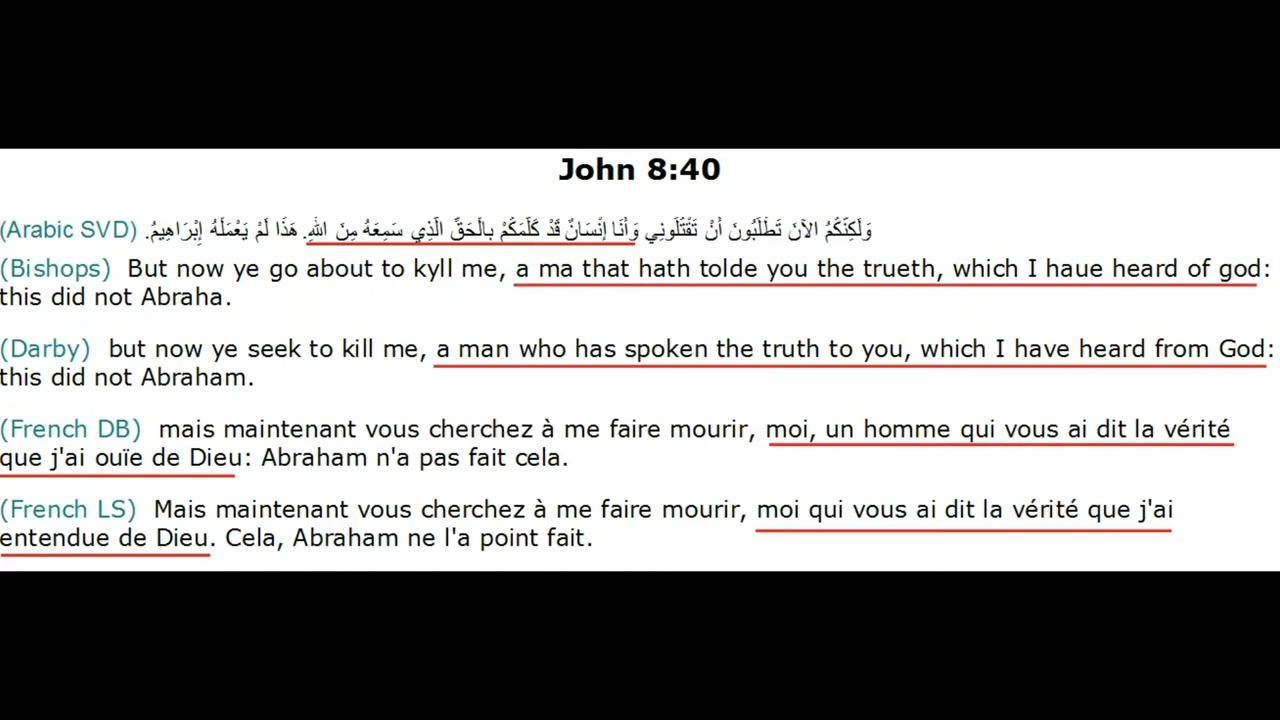 John 8:40
(Arabic SVD) وَلَكِنَّكُمُ الآنَ تَطْلُبُونَ أَنْ تَقْتُلُونِي وَأَنَا إِنْسَانٌ قَدْ كَلَّمَكُمْ بِالْحَقِّ الَّذِي سَمِعَهُ مِنَ اللَّهِ. هَذَا لَمْ يَعْمَلْهُ إِبْرَاهِيمُ.
(Bishops) But now ye go about to kyll me, a ma that hath tolde you the trueth, which I haue heard of god:
this did not Abraha.
(Darby) but now ye seek to kill me, a man who has spoken the truth to you, which I have heard from God:
this did not Abraham.
(French DB) mais maintenant vous cherchez à me faire mourir, moi, un homme qui vous ai dit la vérité
que j'ai ouïe de Dieu: Abraham n'a pas fait cela.
(French LS) Mais maintenant vous cherchez à me faire mourir, moi qui vous ai dit la vérité que j'ai
entendue de Dieu. Cela, Abraham ne l'a point fait.